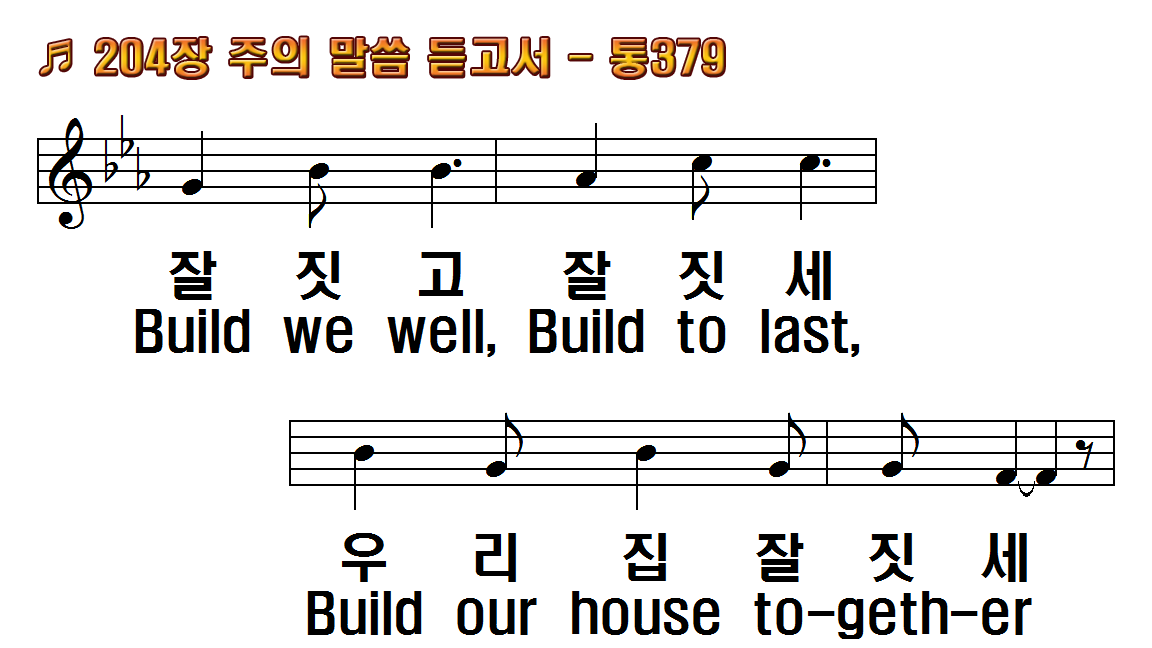 ♬ 204장 주의 말씀 듣고서 - 통379
잘 짓 고 잘 짓 세
Build we well, Build to last,
우 리 집 잘 짓 세
Build our house to-geth-er